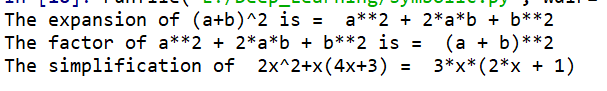 The expansion of (a+b)^2 is =  a**2 + 2*a*b + b**2
The factor of a**2 + 2*a*b + b**2 is =  (a + b)**2
The simplification of  2x^2+x(4x+3) =  3*x*(2*x + 1)